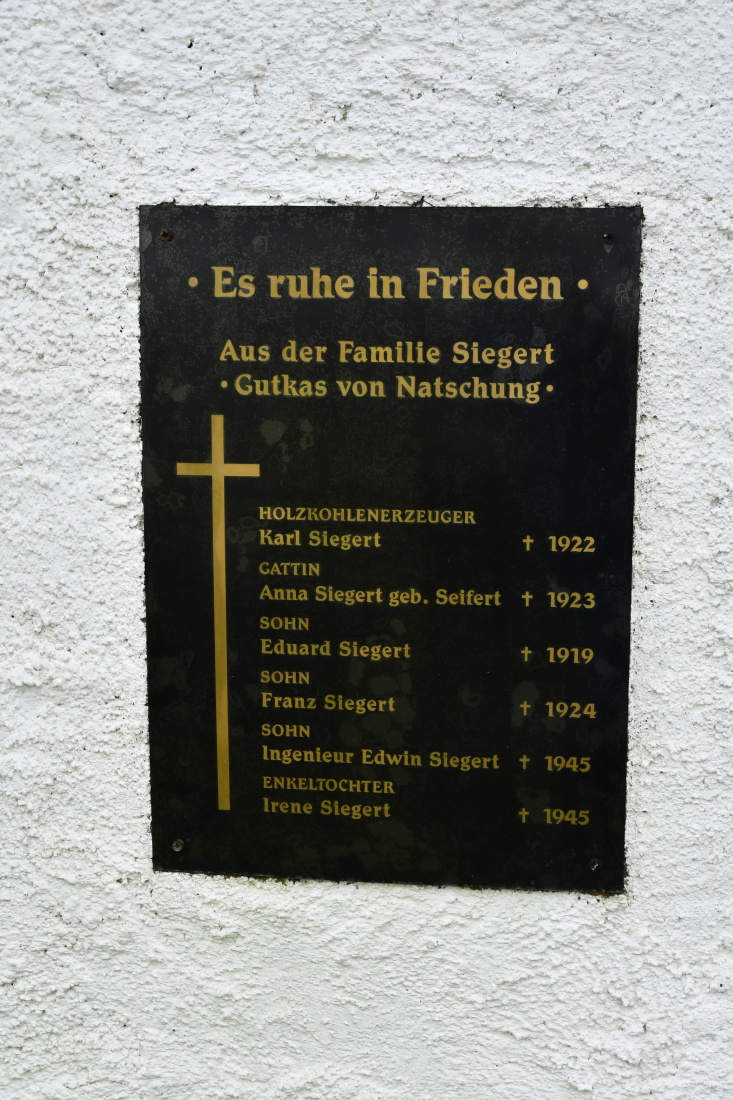 • Es ruhe in Frieden •
Aus der Familie Siegert
• Gutkas von Natschung •
HOLZKOHLENERZEUGER
Karl Siegert † 1922
GATTIN
Anna Siegert geb. Seifert † 1923
SOHN
Eduard Siegert † 1919
SOHN
Franz Siegert † 1924
SOHN
Ingenieur Edwin Siegert † 1945
ENKELTOCHTER
Irene Siegert † 1945